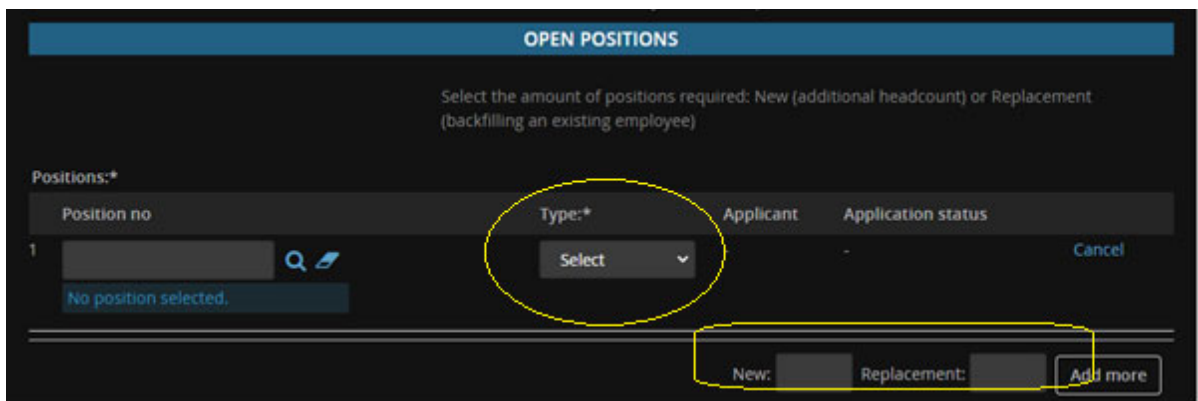 OPEN POSITIONS
Select the amount of positions required: New (additional headcount) or Replacement
(backfilling an existing employee)
Positions:*
Position no Type:* Applicant Application status
1 Select - - Cancel
No position selected.
New: Replacement: Add more